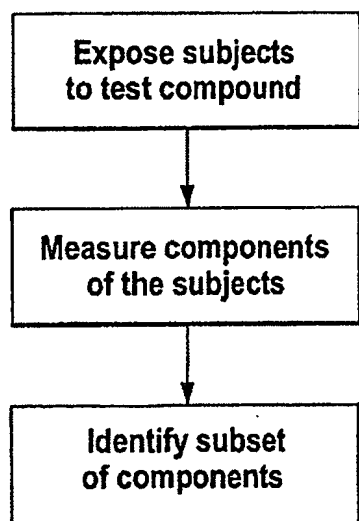 Expose subjects
to test compound
Measure components
of the subjects
Identify subset
of components